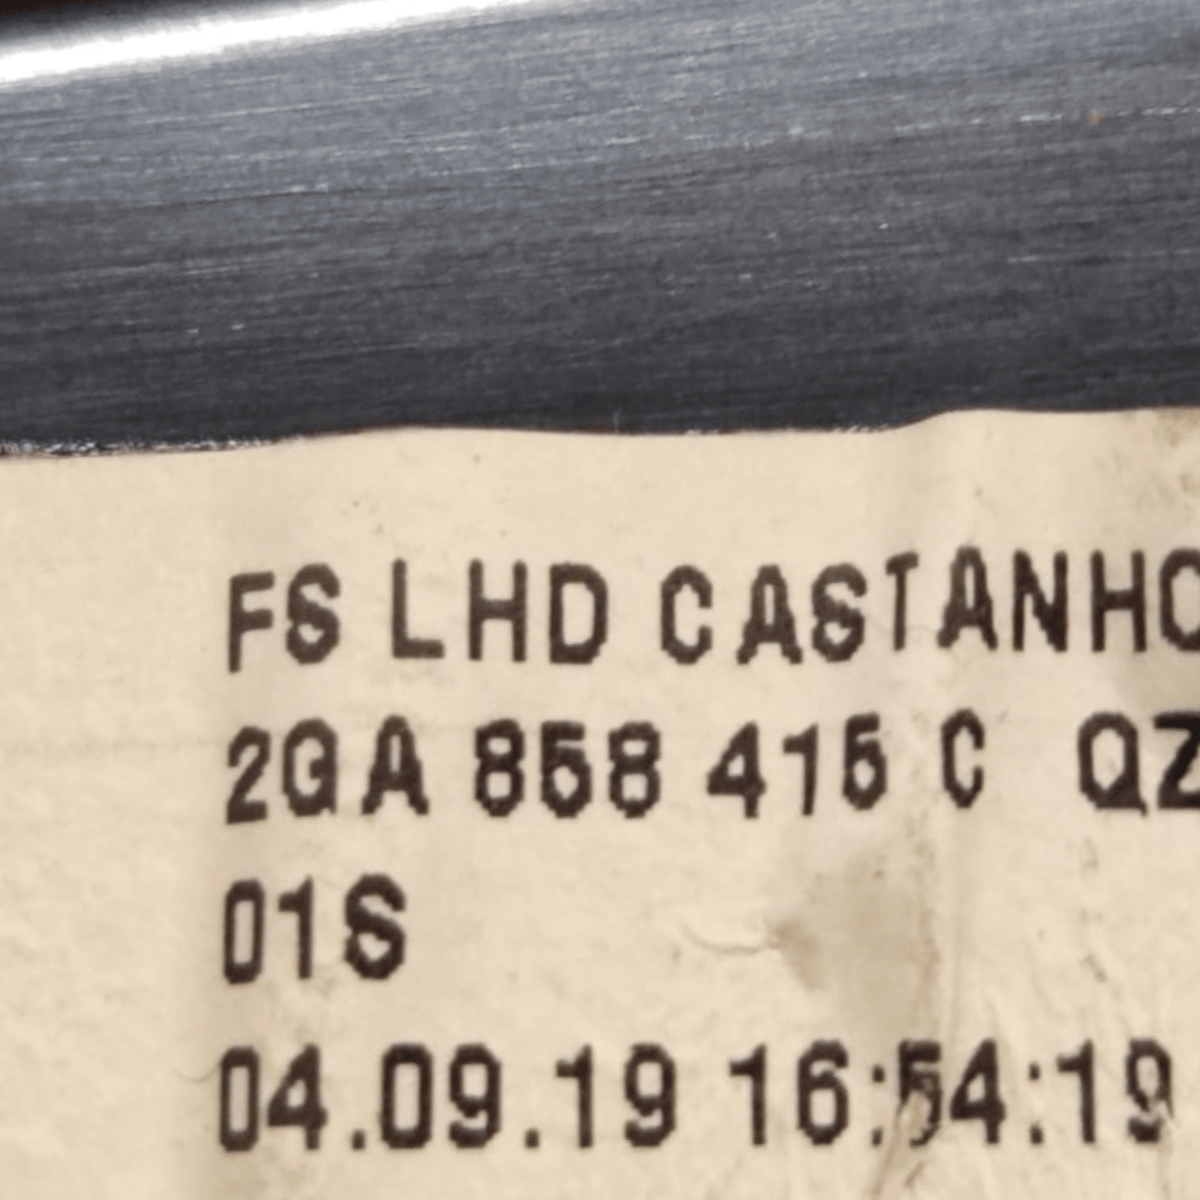 FS LHD CASTANHO
2GA 858 415 C QZ
01S
04.09.19 16:54:19